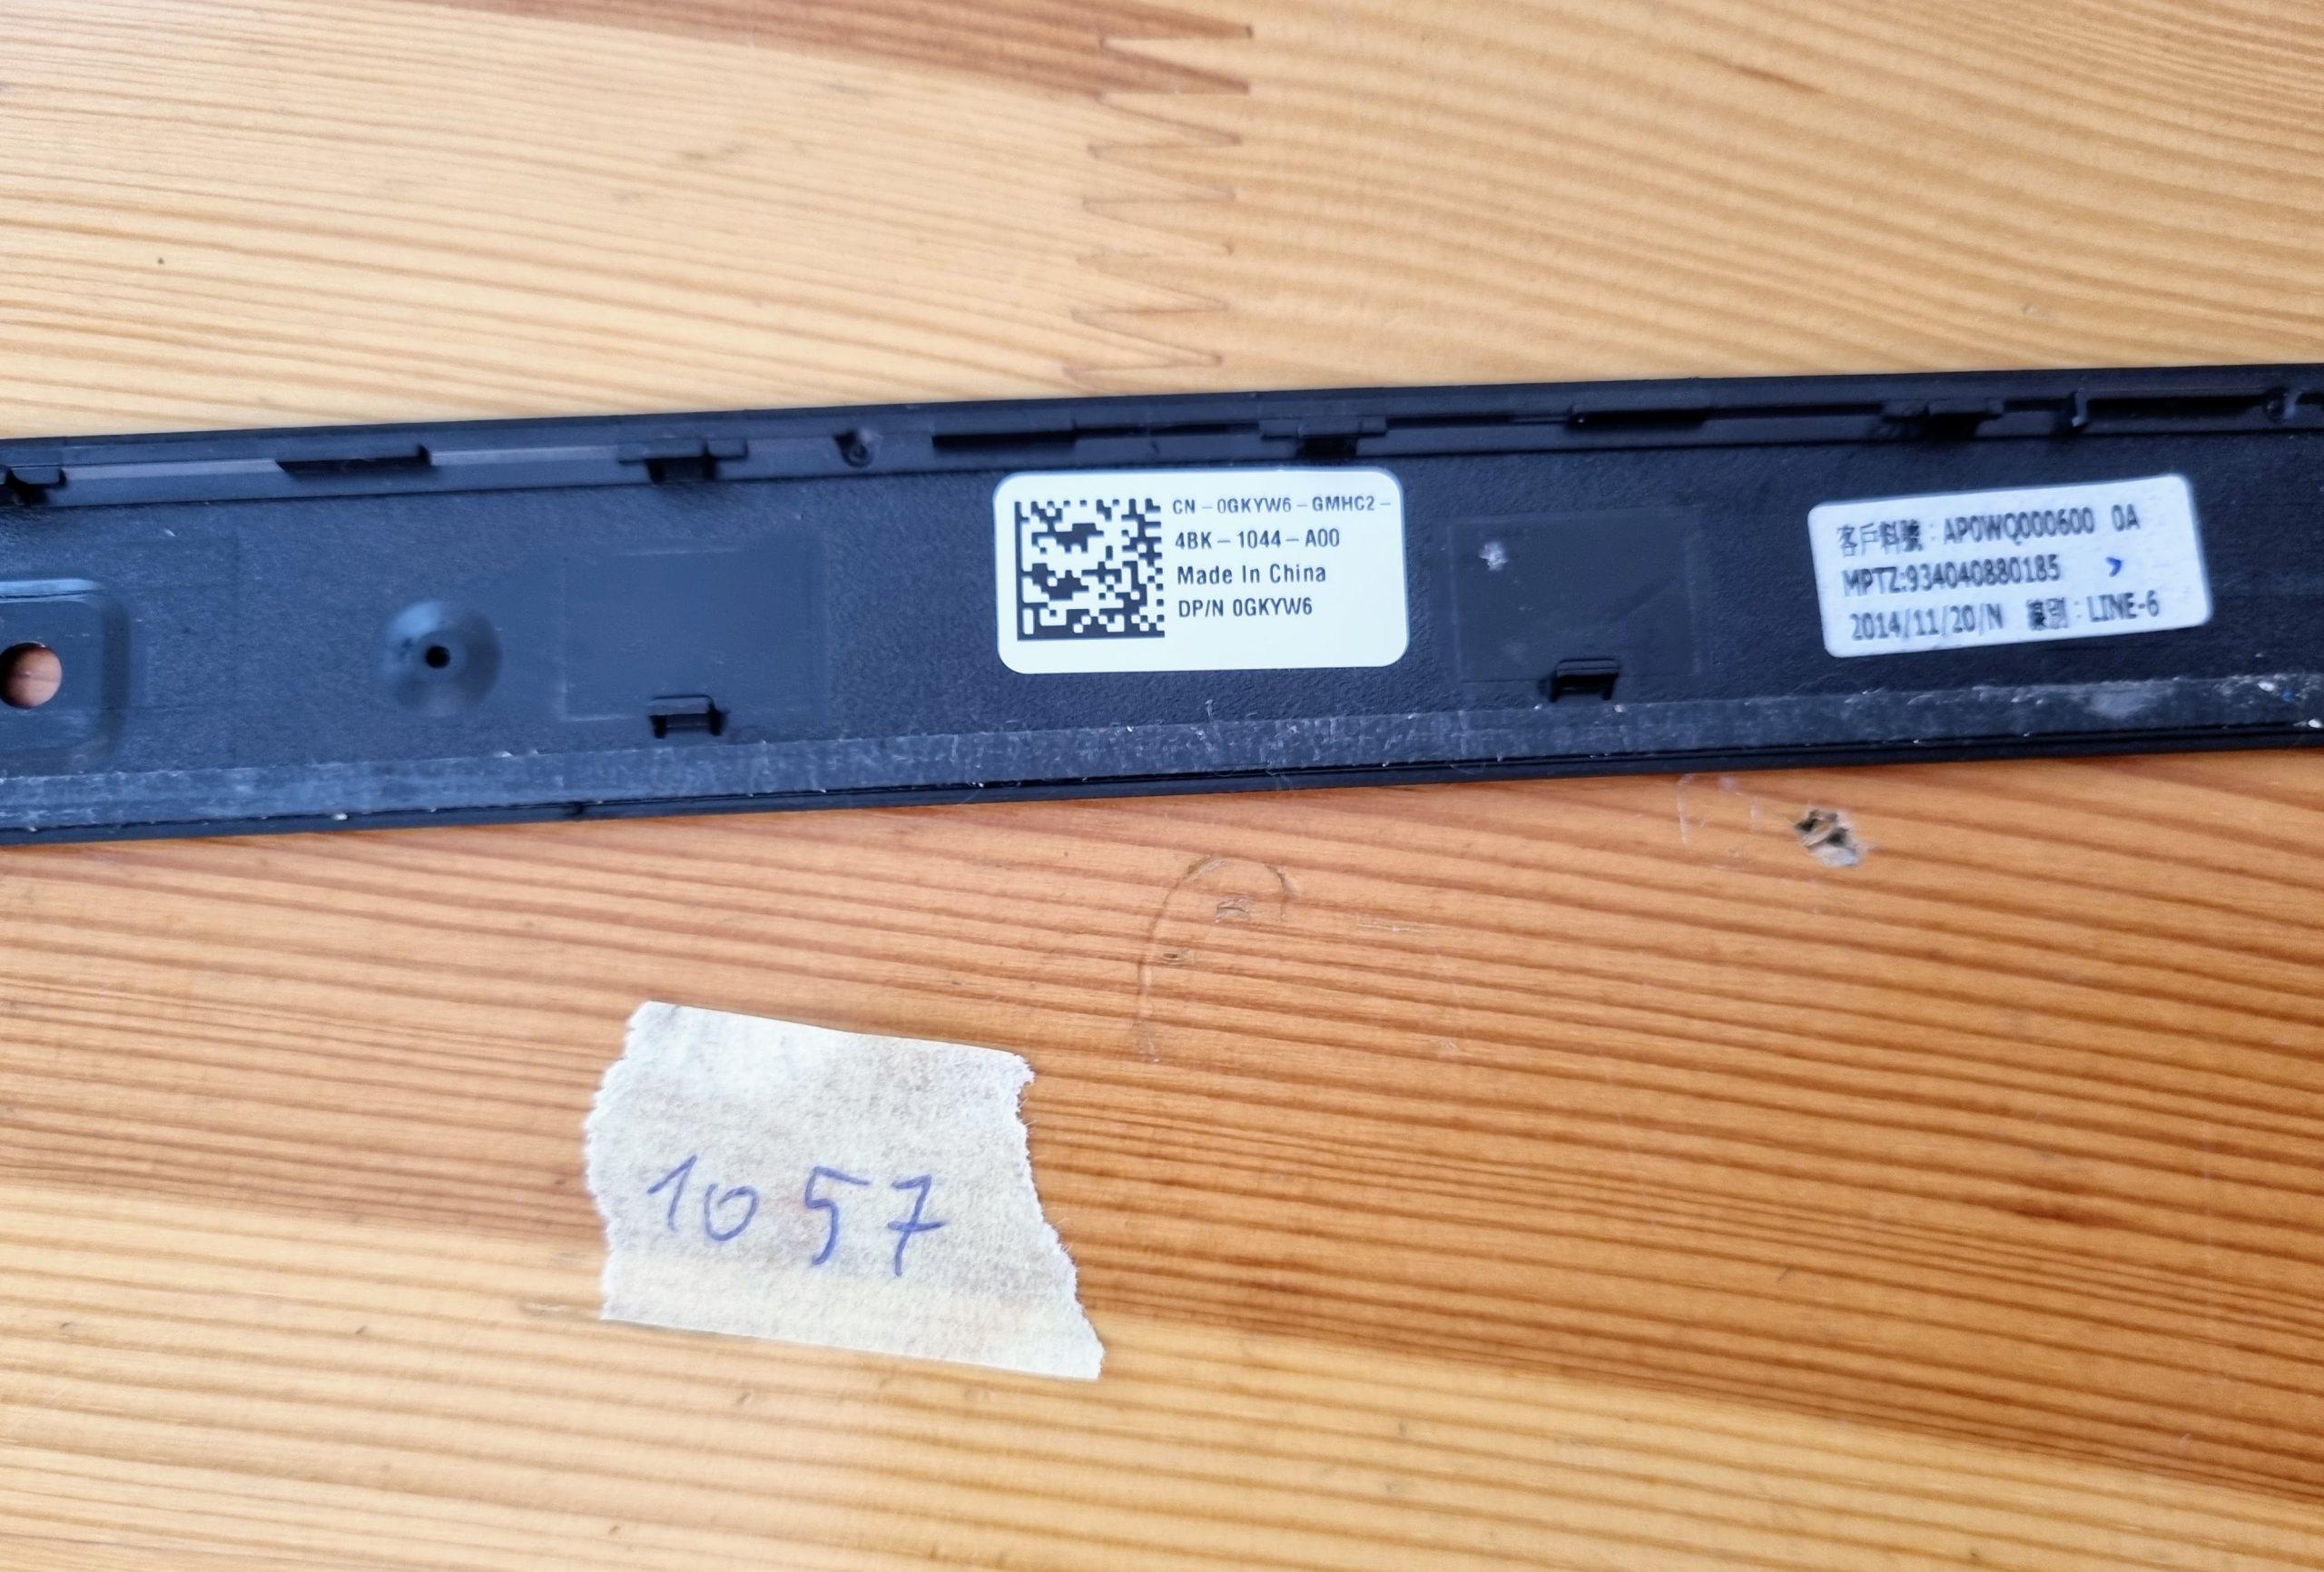 CN-0GKYW6-GMHC2-
4BK-1044-A00
Made In China
DP/N 0GKYW6
客戶料號:AP0WQ000600 0A
MPTZ:934040880185
2014/11/20/N 線別:LINE-6
1057